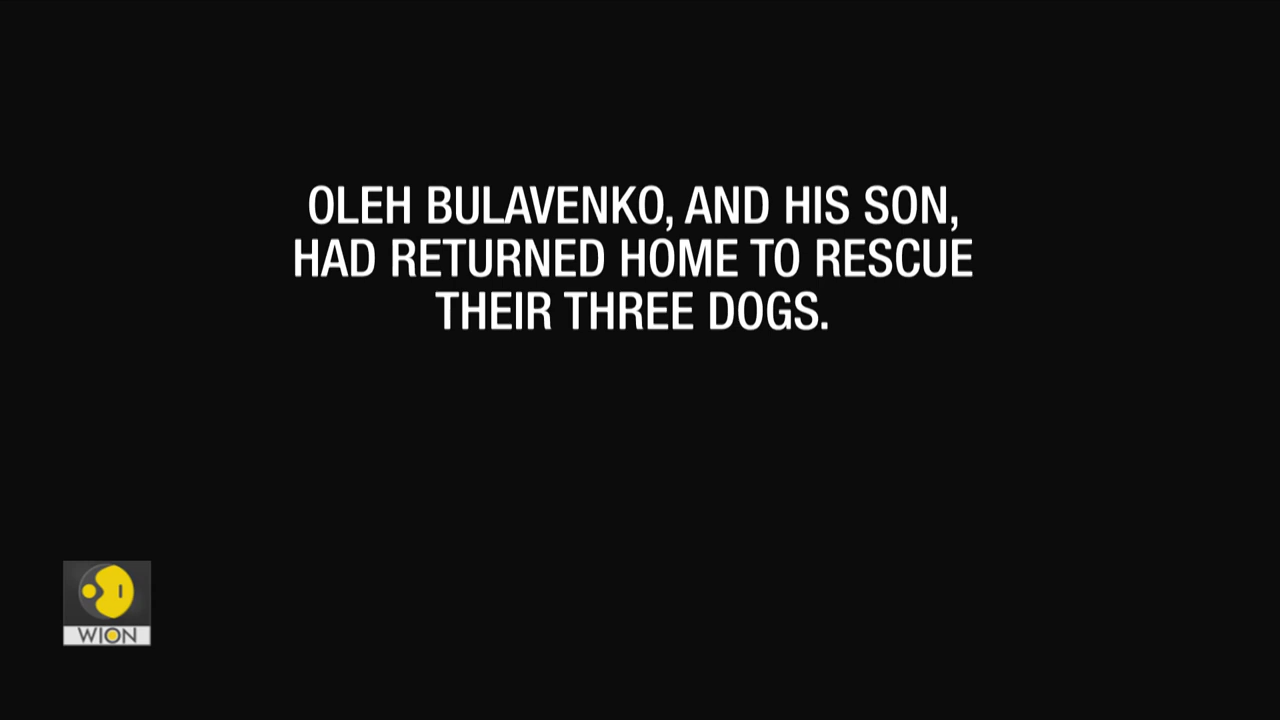 OLEH BULAVENKO, AND HIS SON,
HAD RETURNED HOME TO RESCUE
THEIR THREE DOGS.
WION